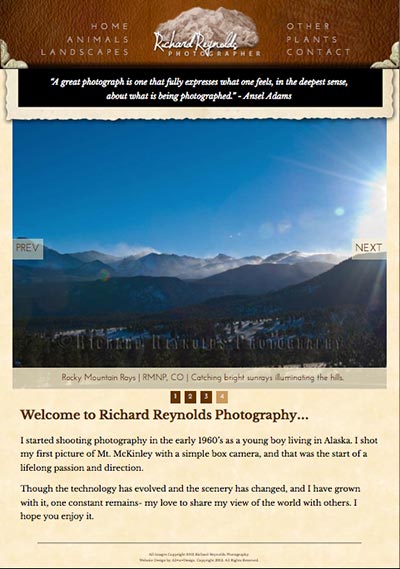 HOME
ANIMALS
LANDSCAPES
Richard Reynolds
PHOTOGRAPHER
OTHER
PLANTS
CONTACT
"A great photograph is one that fully expresses what one feels, in the deepest sense,
about what is being photographed." - Ansel Adams
PREV
NEXT
© Richard Reynolds Photography
Rocky Mountain Rays | RMNP, CO | Catching bright sunrays illuminating the hills.
1 2 3 4
Welcome to Richard Reynolds Photography...
I started shooting photography in the early 1960's as a young boy living in Alaska. I shot
my first picture of Mt. McKinley with a simple box camera, and that was the start of a
lifelong passion and direction.
Though the technology has evolved and the scenery has changed, and I have grown
with it, one constant remains- my love to share my view of the world with others. I
hope you enjoy it.
All Images Copyright 2012 Richard Reynolds Photography
Website Design by
Copyright 2012. All Rights Reserved.